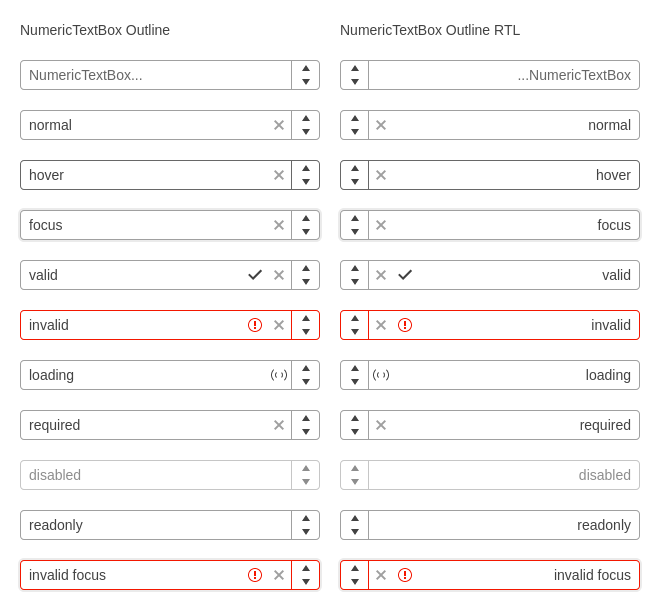 NumericTextBox Outline
NumericTextBox...
normal
hover
focus
valid
invalid
loading
required
disabled
readonly
invalid focus
NumericTextBox Outline RTL
...NumericTextBox
normal
hover
focus
valid
invalid
loading
required
disabled
readonly
invalid focus